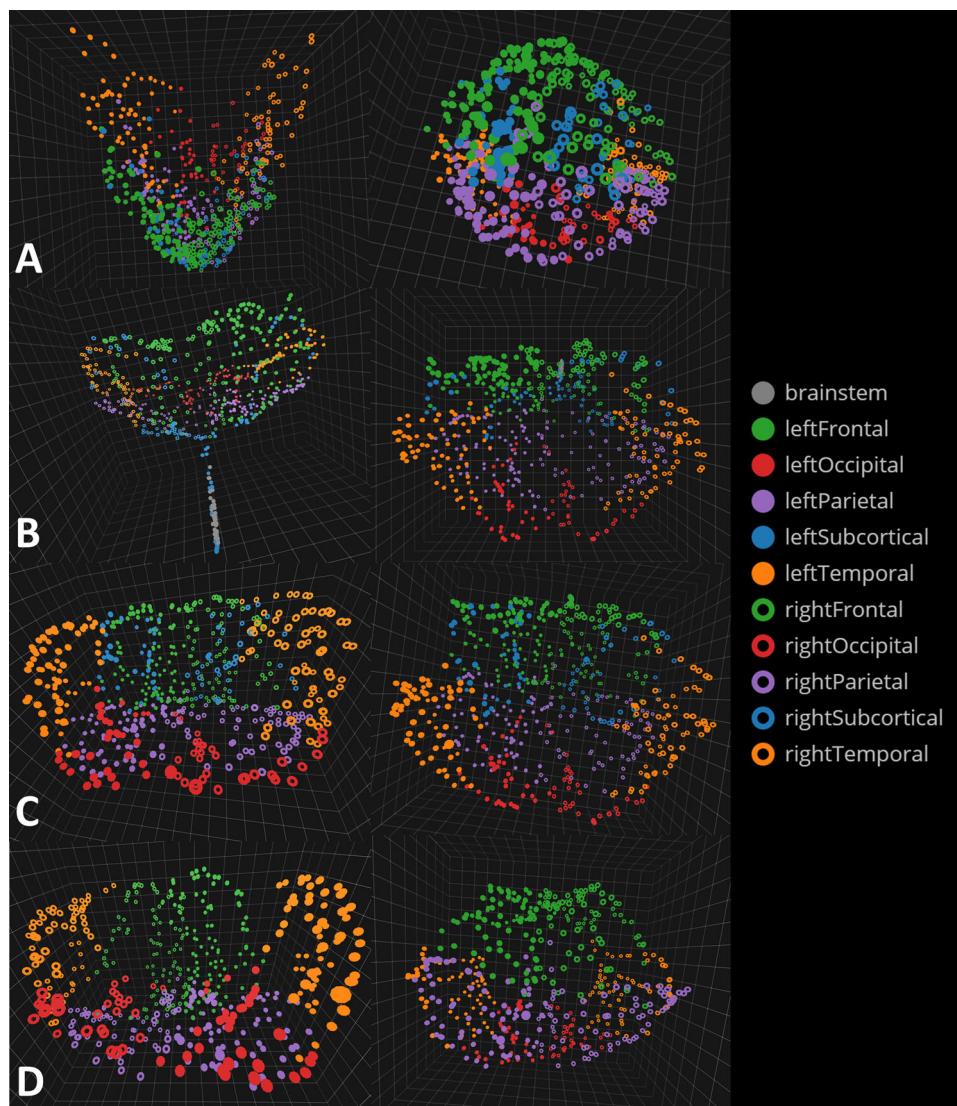 A
B
C
D
brainstem
leftFrontal
leftOccipital
leftParietal
leftSubcortical
leftTemporal
rightFrontal
rightOccipital
rightParietal
rightSubcortical
rightTemporal